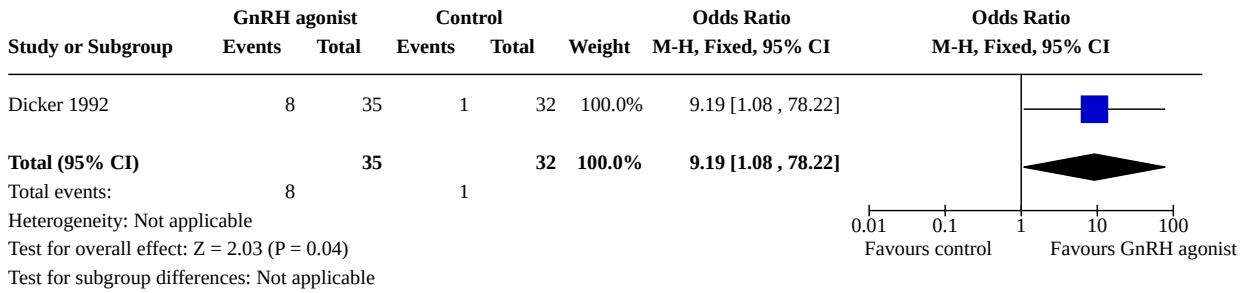 GnRH agonist Control Odds Ratio Odds Ratio
Study or Subgroup Events Total Events Total Weight M-H, Fixed, 95% CI M-H, Fixed, 95% CI
Dicker 1992 8 35 1 32 100.0% 9.19 [1.08 , 78.22]
Total (95% CI) 35 32 100.0% 9.19 [1.08 , 78.22]
Total events: 8 1
Heterogeneity: Not applicable
0.01 0.1 1 10 100
Test for overall effect: Z = 2.03 (P = 0.04) Favours control Favours GnRH agonist
Test for subgroup differences: Not applicable